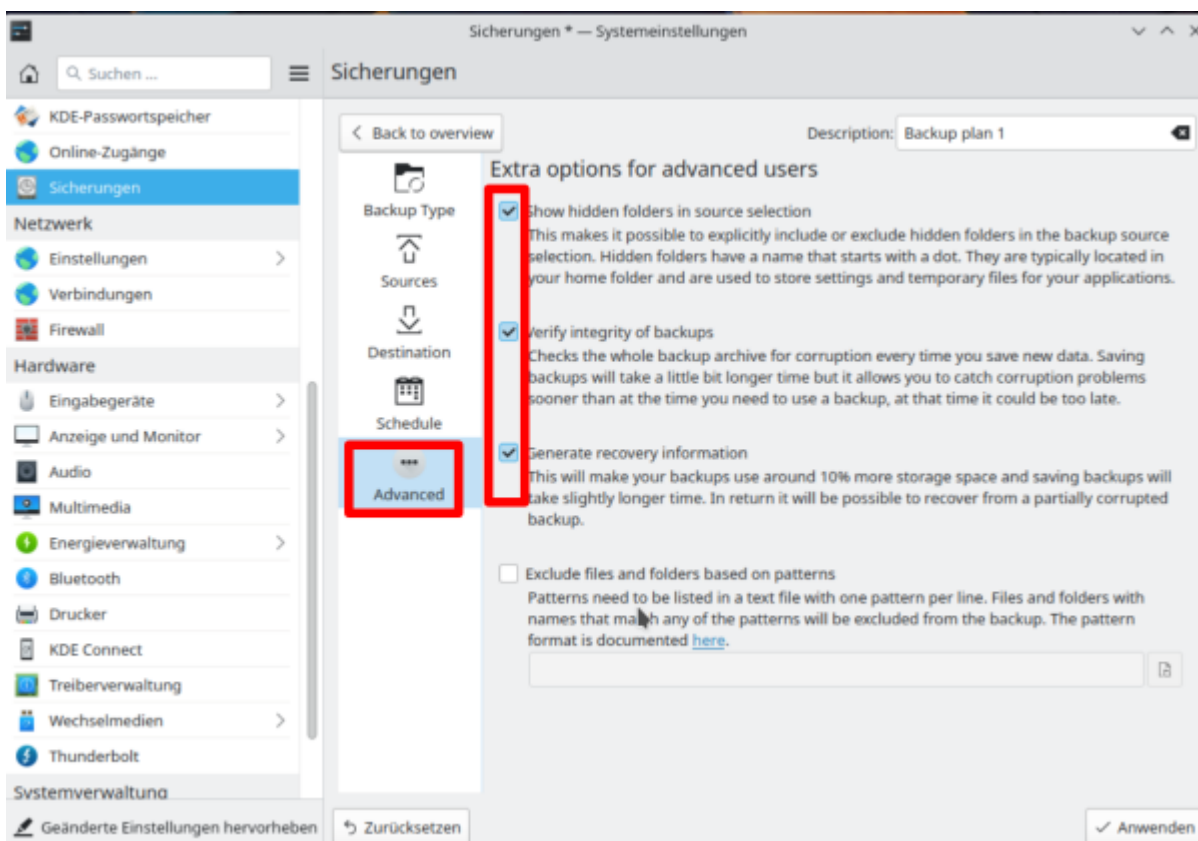 Sicherungen * — Systemeinstellungen
Suchen ...
Sicherungen
KDE-Passwortspeicher
Online-Zugänge
Sicherungen
Netzwerk
Einstellungen
Verbindungen
Firewall
Hardware
Eingabegeräte
Anzeige und Monitor
Audio
Multimedia
Energieverwaltung
Bluetooth
Drucker
KDE Connect
Treiberverwaltung
Wechselmedien
Thunderbolt
Systemverwaltung
Geänderte Einstellungen hervorheben
Back to overview
Description: Backup plan 1
Backup Type
Sources
Destination
Schedule
Advanced
Extra options for advanced users
Show hidden folders in source selection
This makes it possible to explicitly include or exclude hidden folders in the backup source
selection. Hidden folders have a name that starts with a dot. They are typically located in
your home folder and are used to store settings and temporary files for your applications.
Verify integrity of backups
Checks the whole backup archive for corruption every time you save new data. Saving
backups will take a little bit longer time but it allows you to catch corruption problems
sooner than at the time you need to use a backup, at that time it could be too late.
Generate recovery information
This will make your backups use around 10% more storage space and saving backups will
take slightly longer time. In return it will be possible to recover from a partially corrupted
backup.
Exclude files and folders based on patterns
Patterns need to be listed in a text file with one pattern per line. Files and folders with
names that match any of the patterns will be excluded from the backup. The pattern
format is documented here.
Zurücksetzen
Anwenden